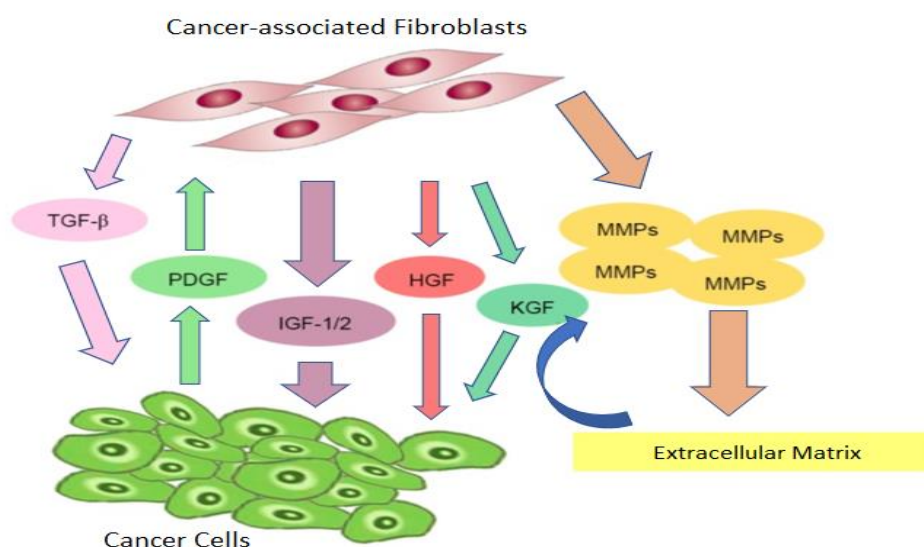 Cancer-associated Fibroblasts
TGF-β
PDGF
IGF-1/2
HGF
KGF
MMPs
MMPs
MMPs
MMPs
Extracellular Matrix
Cancer Cells